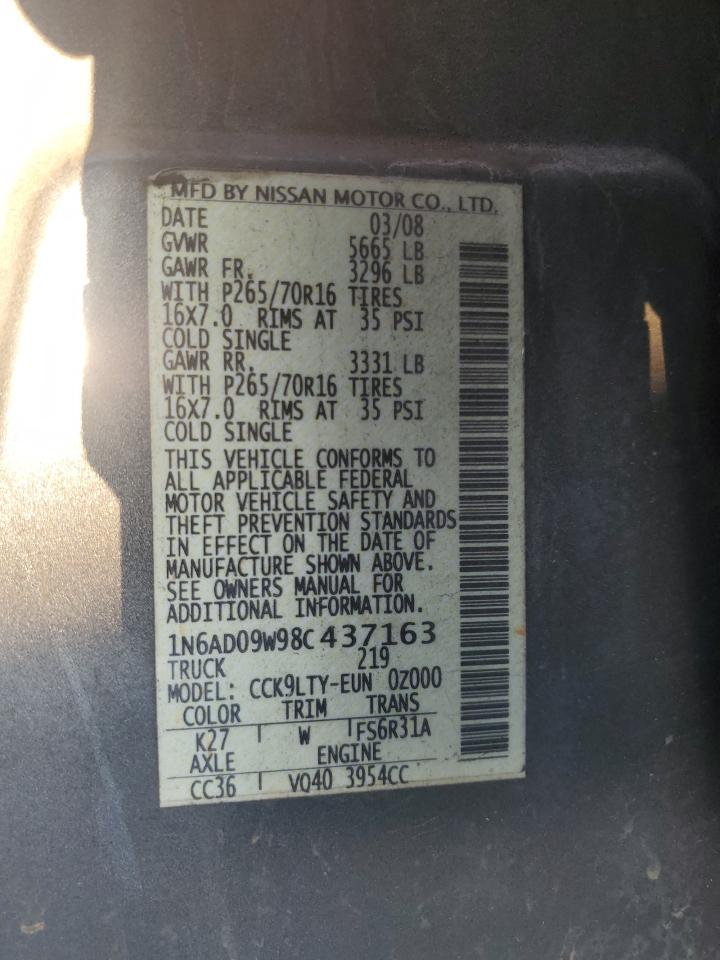 MFD BY NISSAN MOTOR CO., LTD.
DATE 03/08
GVWR 5665 LB
GAWR FR. 3296 LB
WITH P265/70R16 TIRES
16X7.0 RIMS AT 35 PSI
COLD SINGLE
GAWR RR. 3331 LB
WITH P265/70R16 TIRES
16X7.0 RIMS AT 35 PSI
COLD SINGLE
THIS VEHICLE CONFORMS TO
ALL APPLICABLE FEDERAL
MOTOR VEHICLE SAFETY AND
THEFT PREVENTION STANDARDS
IN EFFECT ON THE DATE OF
MANUFACTURE SHOWN ABOVE.
SEE OWNERS MANUAL FOR
ADDITIONAL INFORMATION.
1N6AD09W98C437163
TRUCK 219
MODEL: CCK9LTY-EUN 0Z000
COLOR TRIM TRANS
K27 W FS6R31A
AXLE ENGINE
CC36 VQ40 3954CC